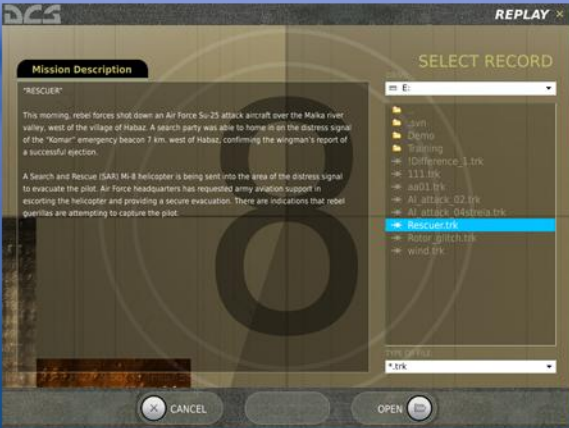 DCS
REPLAY ×
SELECT RECORD
Mission Description
E:
"RESCUER"
This morning, rebel forces shot down an Air Force Su-25 attack aircraft over the Malka river
valley, west of the village of Habaz. A search party was able to home in on the distress signal
of the "Komar" emergency beacon 7 km. west of Habaz, confirming the wingman's report of
a successful ejection.
A Search and Rescue (SAR) Mi-8 helicopter is being sent into the area of the distress signal
to evacuate the pilot. Air Force headquarters has requested army aviation support in
escorting the helicopter and providing a secure evacuation. There are indications that rebel
guerillas are attempting to capture the pilot.
8
.svn
Demo
Training
!Difference_1.trk
111.trk
aa01.trk
AI_attack_02.trk
AI_attack_04strela.trk
Rescuer.trk
Rotor_glitch.trk
wind.trk
TYPE OF FILE
*.trk
CANCEL
OPEN